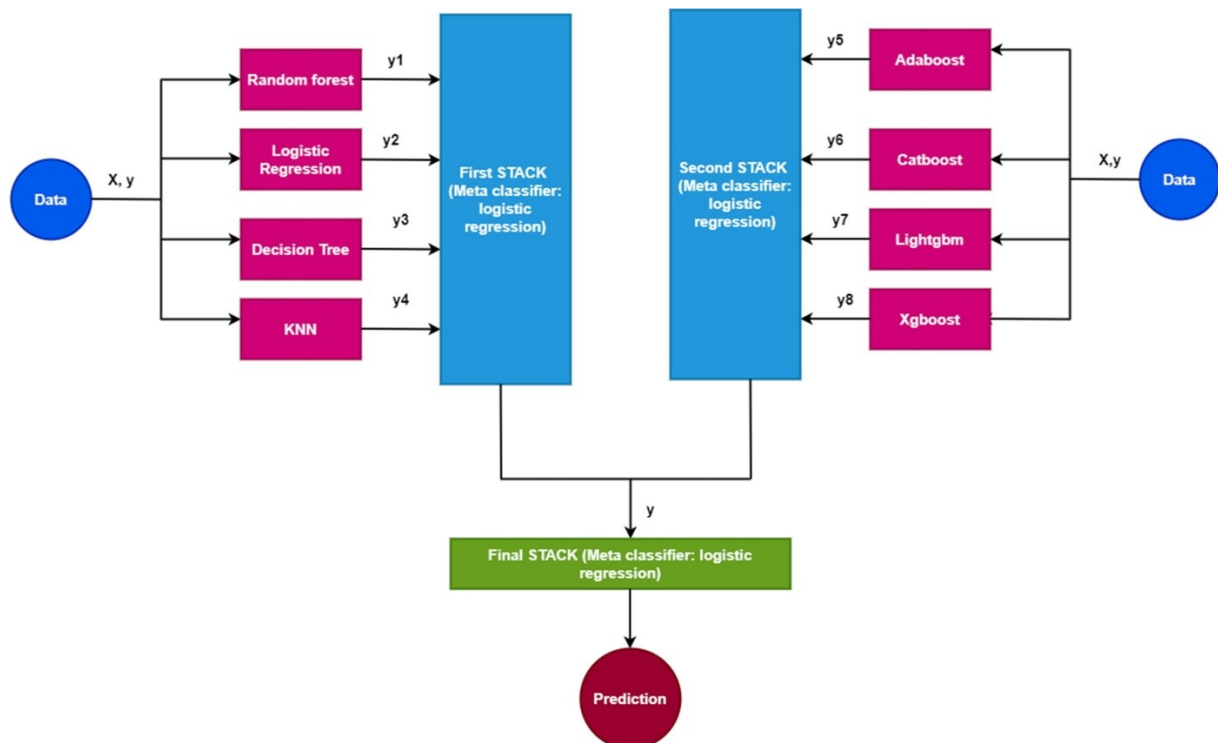 Data
X, y
Random forest
Logistic
Regression
Decision Tree
KNN
y1
y2
y3
y4
First STACK
(Meta classifier:
logistic
regression)
Second STACK
(Meta classifier:
logistic
regression)
y5
y6
y7
y8
Adaboost
Catboost
Lightgbm
Xgboost
X,y
Data
y
Final STACK (Meta classifier: logistic
regression)
Prediction